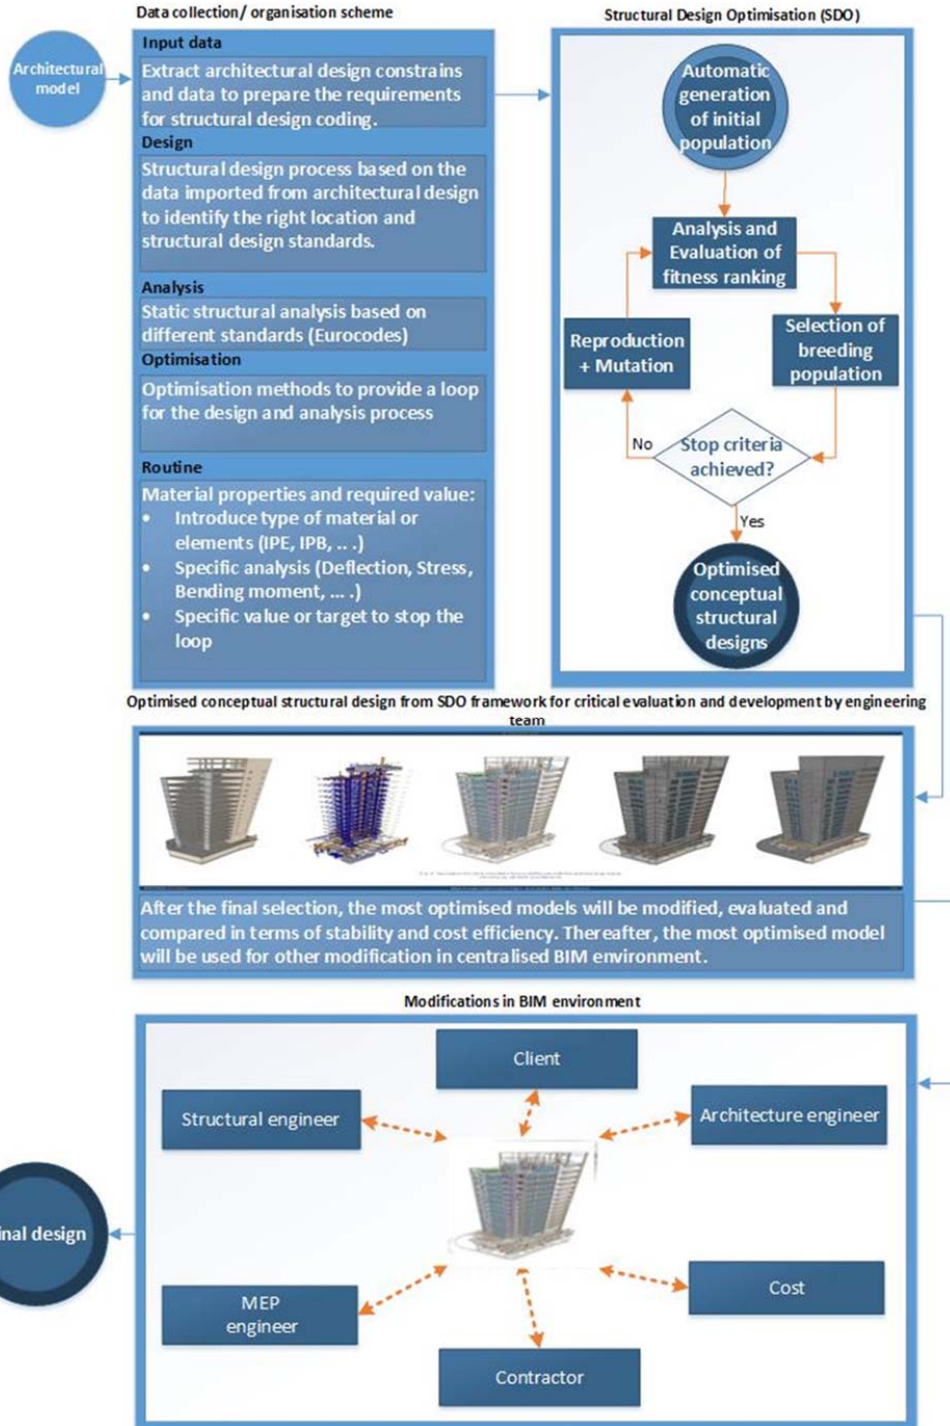 Data collection/ organisation scheme
Architectural
model
Input data
Extract architectural design constrains
and data to prepare the requirements
for structural design coding.
Design
Structural design process based on the
data imported from architectural design
to identify the right location and
structural design standards.
Analysis
Static structural analysis based on
different standards (Eurocodes)
Optimisation
Optimisation methods to provide a loop
for the design and analysis process
Routine
Material properties and required value:
• Introduce type of material or
elements (IPE, IPB, .. .)
• Specific analysis (Deflection, Stress,
Bending moment, ... .)
• Specific value or target to stop the
loop
Structural Design Optimisation (SDO)
Automatic
generation
of initial
population
Analysis and
Evaluation of
fitness ranking
Selection of
breeding
population
Reproduction
+ Mutation
Stop criteria
achieved?
No
Yes
Optimised
conceptual
structural
designs
Optimised conceptual structural design from SDO framework for critical evaluation and development by engineering
team
After the final selection, the most optimised models will be modified, evaluated and
compared in terms of stability and cost efficiency. Thereafter, the most optimised model
will be used for other modification in centralised BIM environment.
Modifications in BIM environment
Client
Structural engineer
Architecture engineer
MEP
engineer
Cost
Contractor
inal design